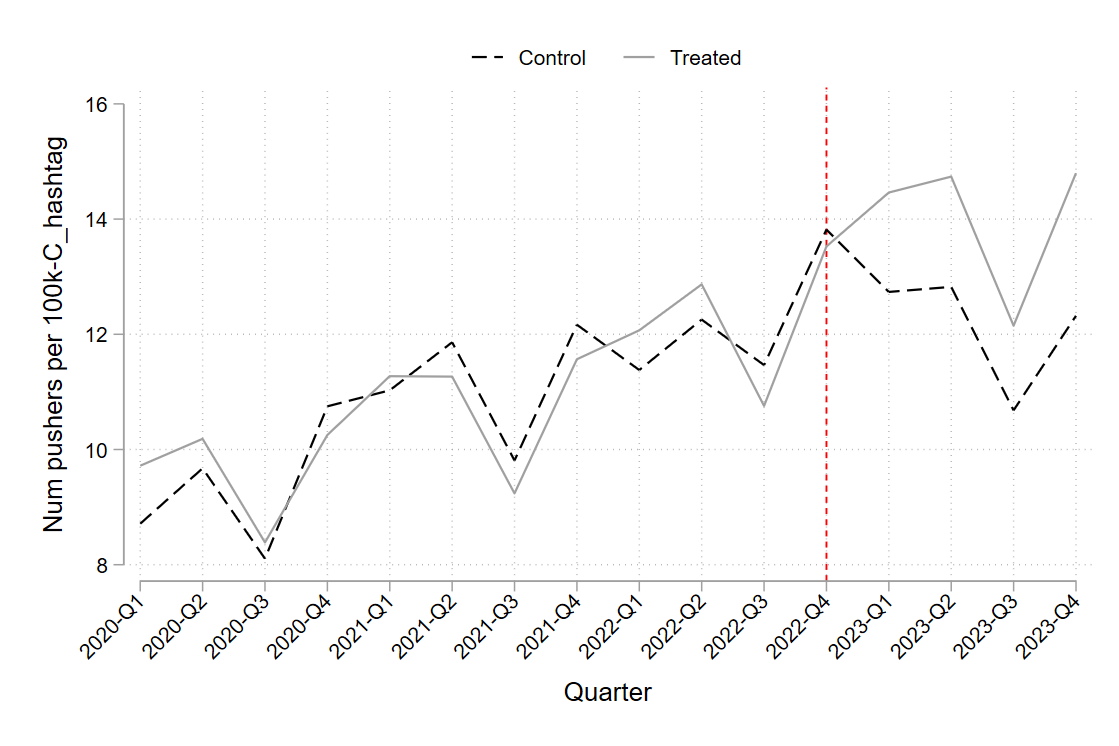 Control Treated
Num pushers per 100k-C_hashtag
16
14
12
10
8
2020-Q1
2020-Q2
2020-Q3
2020-Q4
2021-Q1
2021-Q2
2021-Q3
2021-Q4
2022-Q1
2022-Q2
2022-Q3
2022-Q4
2023-Q1
2023-Q2
2023-Q3
2023-Q4
Quarter